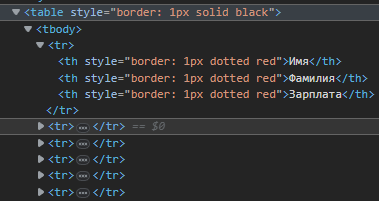 ▼<table style="border: 1px solid black">
▼<tbody>
▼<tr>
<th style="border: 1px dotted red">Имя</th>
<th style="border: 1px dotted red">Фамилия</th>
<th style="border: 1px dotted red">Зарплата</th>
</tr>
▶<tr>…</tr> == $0
▶<tr>…</tr>
▶<tr>…</tr>
▶<tr>…</tr>
▶<tr>…</tr>